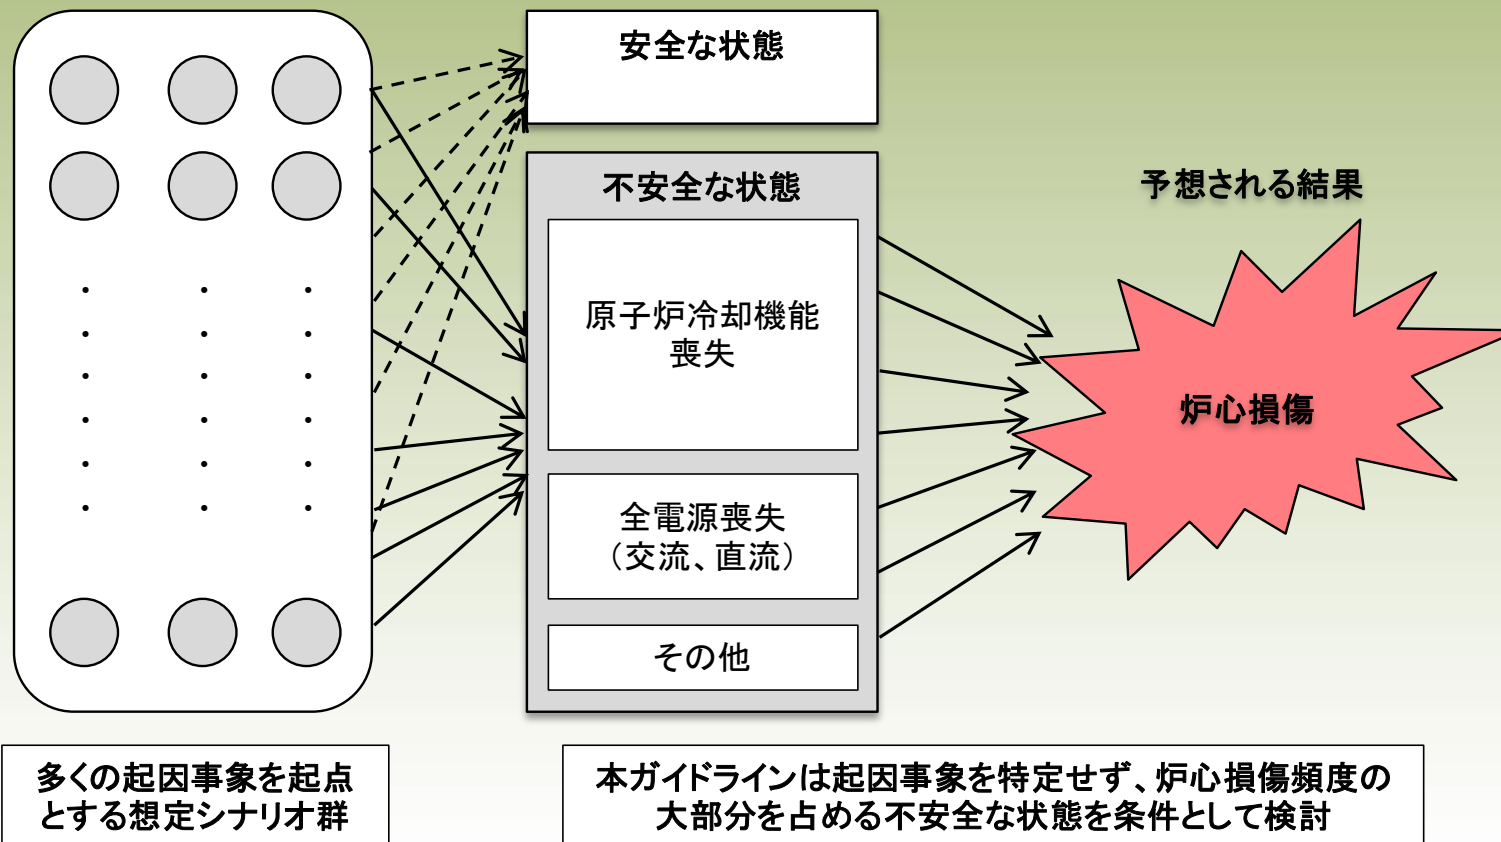 安全な状態
不安全な状態
予想される結果
原子炉冷却機能
喪失
炉心損傷
全電源喪失
（交流、直流）
その他
多くの起因事象を起点
とする想定シナリオ群
本ガイドラインは起因事象を特定せず、炉心損傷頻度の
大部分を占める不安全な状態を条件として検討